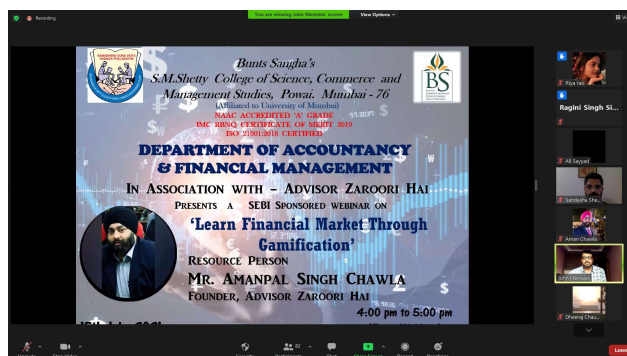 Recording
You are viewing John Menezes' screen
View Options
Bunts Sangha's
S.M.Shetty College of Science, Commerce and
Management Studies, Powai. Mumbai - 76
(Affiliated to University of Mumbai)
NAAC ACCREDITED 'A' GRADE
IMC RBNQ CERTIFICATE OF MERIT 2019
ISO 21001:2018 CERTIFIED
DEPARTMENT OF ACCOUNTANCY
& FINANCIAL MANAGEMENT
IN ASSOCIATION WITH – ADVISOR ZAROORI HAI
PRESENTS A SEBI SPONSORED WEBINAR ON
'Learn Financial Market Through
Gamification'
RESOURCE PERSON
MR. AMANPAL SINGH CHAWLA
FOUNDER, ADVISOR ZAROORI HAI
4:00 pm to 5:00 pm
BS
Riya rao
Ragini Singh Si...
Ali Sayyad
Sandesha She...
Aman Chawla
John Menezes
Dheeraj Chau...
82
Leave